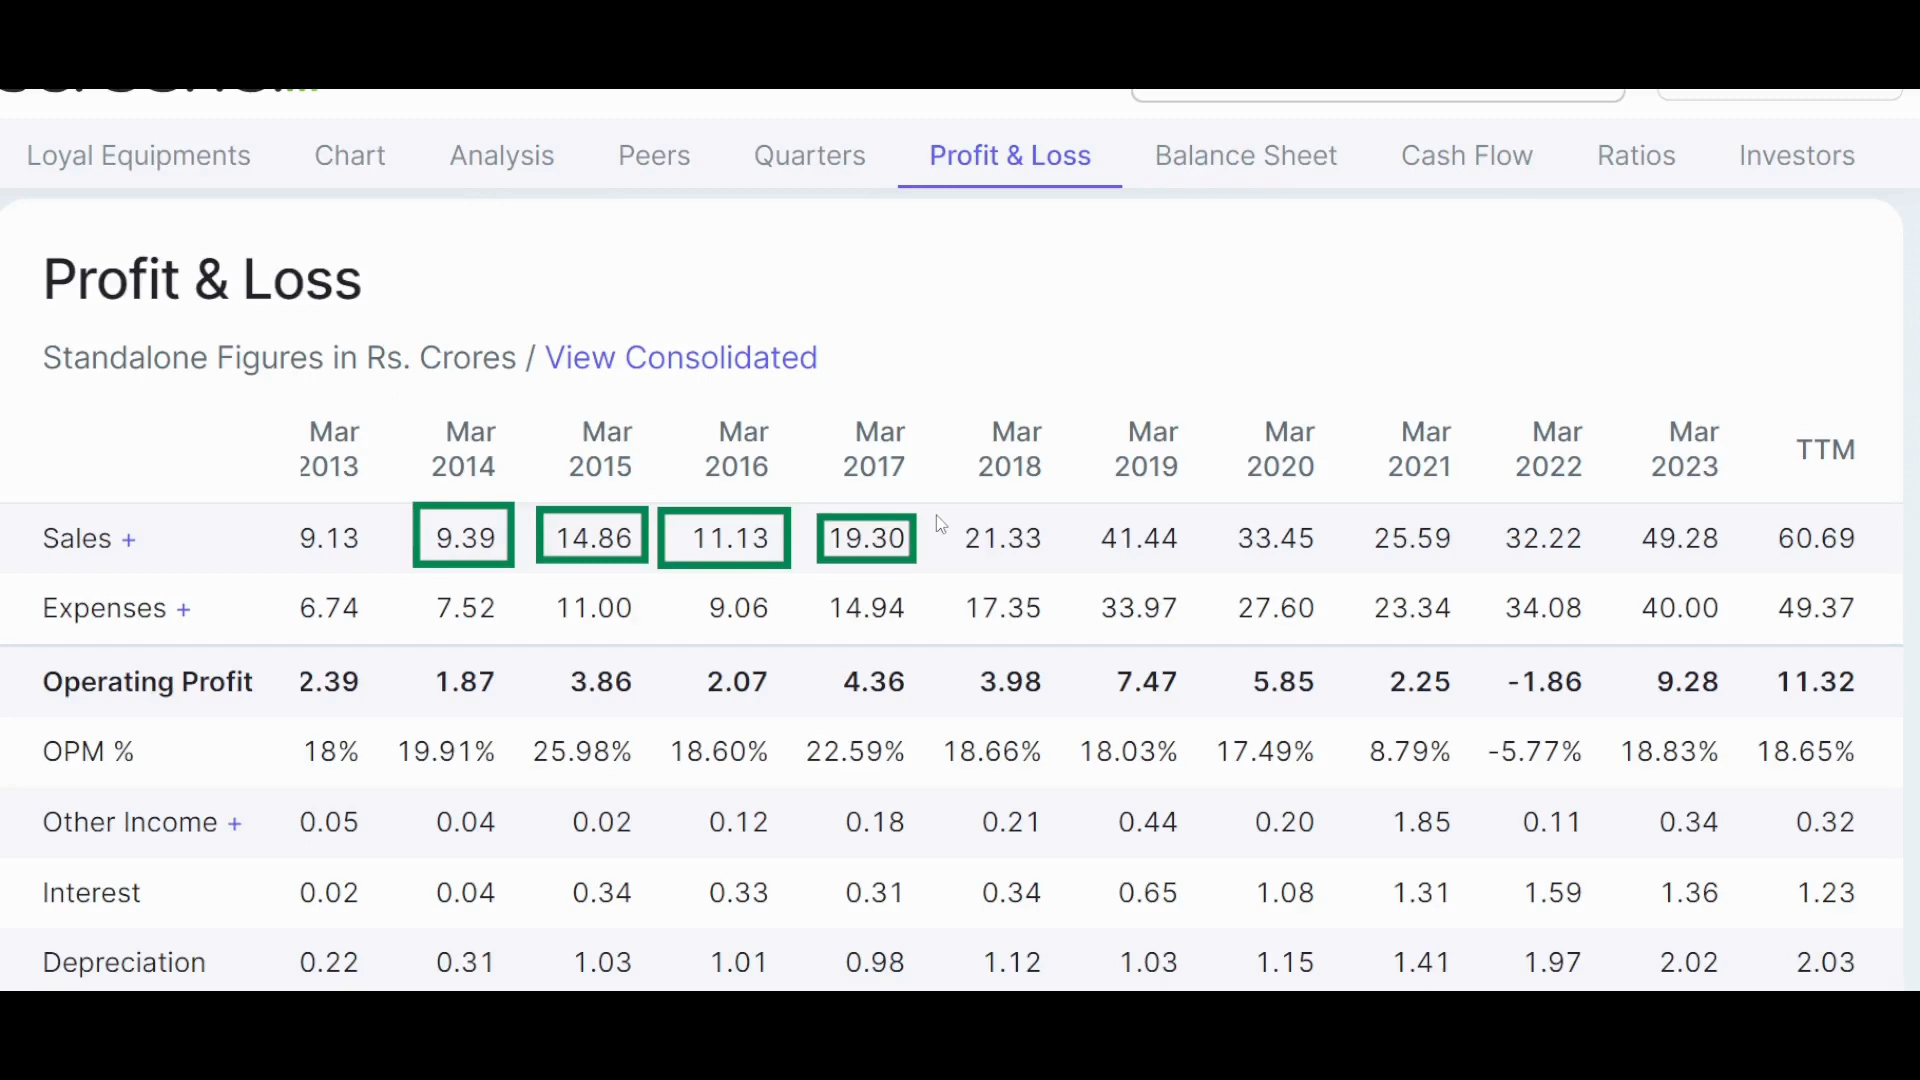 Loyal Equipments Chart Analysis Peers Quarters Profit & Loss Balance Sheet Cash Flow Ratios Investors
Profit & Loss
Standalone Figures in Rs. Crores / View Consolidated
Mar 2013 Mar 2014 Mar 2015 Mar 2016 Mar 2017 Mar 2018 Mar 2019 Mar 2020 Mar 2021 Mar 2022 Mar 2023 TTM
Sales + 9.13 9.39 14.86 11.13 19.30 21.33 41.44 33.45 25.59 32.22 49.28 60.69
Expenses + 6.74 7.52 11.00 9.06 14.94 17.35 33.97 27.60 23.34 34.08 40.00 49.37
Operating Profit 2.39 1.87 3.86 2.07 4.36 3.98 7.47 5.85 2.25 -1.86 9.28 11.32
OPM % 18% 19.91% 25.98% 18.60% 22.59% 18.66% 18.03% 17.49% 8.79% -5.77% 18.83% 18.65%
Other Income + 0.05 0.04 0.02 0.12 0.18 0.21 0.44 0.20 1.85 0.11 0.34 0.32
Interest 0.02 0.04 0.34 0.33 0.31 0.34 0.65 1.08 1.31 1.59 1.36 1.23
Depreciation 0.22 0.31 1.03 1.01 0.98 1.12 1.03 1.15 1.41 1.97 2.02 2.03